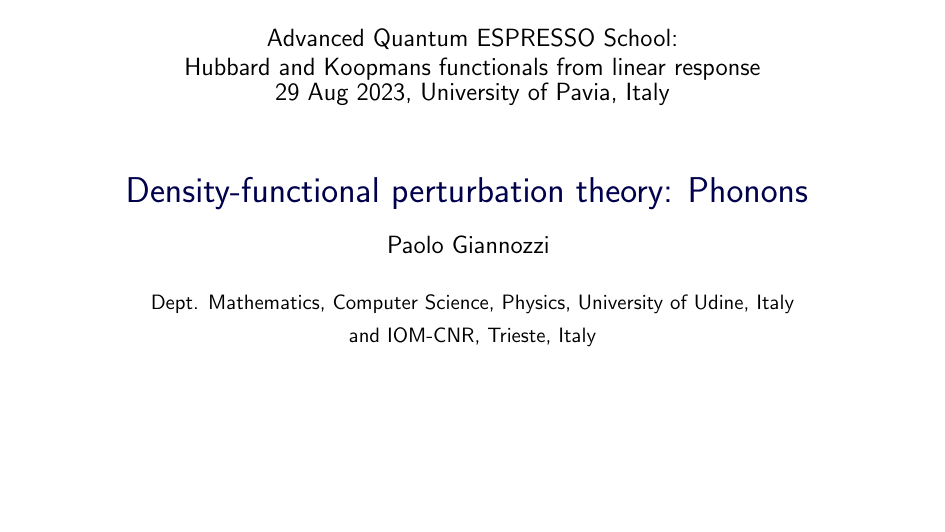 Advanced Quantum ESPRESSO School:
Hubbard and Koopmans functionals from linear response
29 Aug 2023, University of Pavia, Italy
Density-functional perturbation theory: Phonons
Paolo Giannozzi
Dept. Mathematics, Computer Science, Physics, University of Udine, Italy
and IOM-CNR, Trieste, Italy